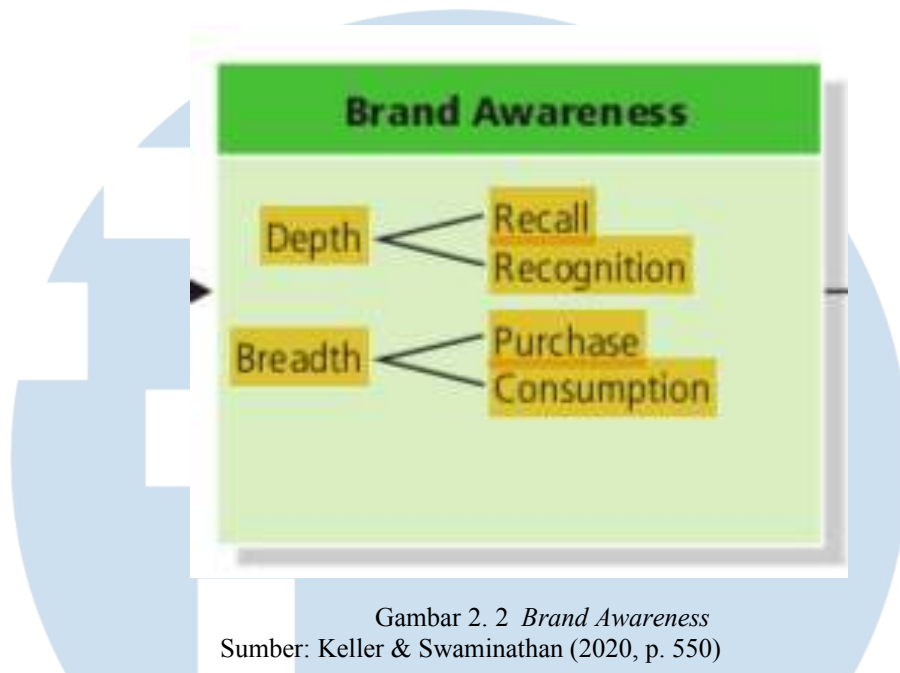 Brand Awareness
Depth
Recall
Recognition
Breadth
Purchase
Consumption
Gambar 2. 2 Brand Awareness
Sumber: Keller & Swaminathan (2020, p. 550)